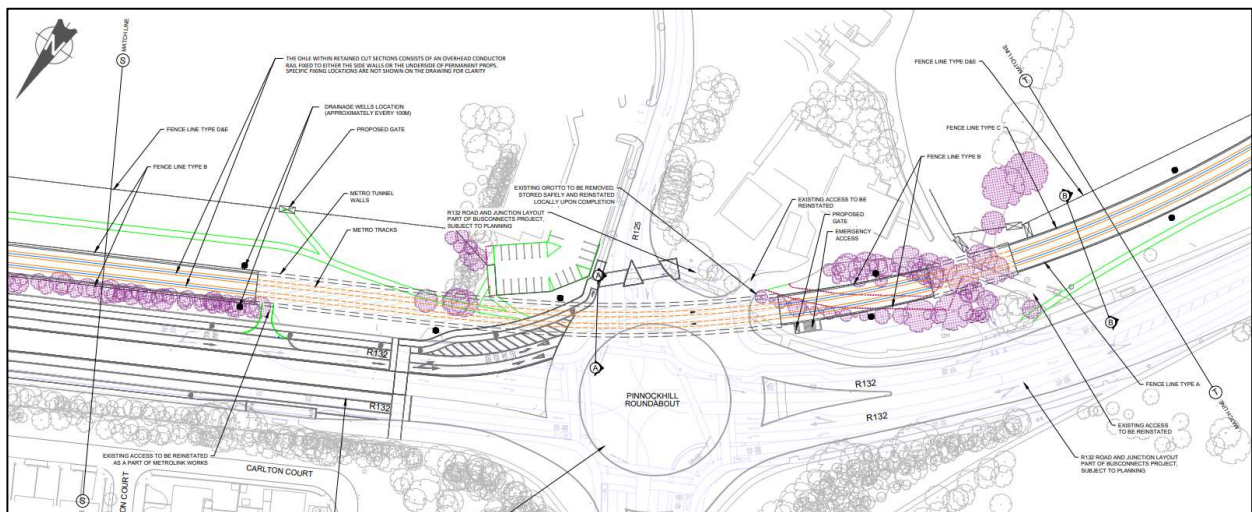 N
S
MATCH LINE
THE OHLE WITHIN RETAINED CUT SECTIONS CONSISTS OF AN OVERHEAD CONDUCTOR
RAIL FIXED TO EITHER THE SIDE WALLS OR THE UNDERSIDE OF PERMANENT PROPS.
SPECIFIC FIXING LOCATIONS ARE NOT SHOWN ON THE DRAWING FOR CLARITY
DRAINAGE WELLS LOCATION
(APPROXIMATELY EVERY 100M)
PROPOSED GATE
FENCE LINE TYPE D&E
FENCE LINE TYPE B
METRO TUNNEL
WALLS
METRO TRACKS
EXISTING GROTTO TO BE REMOVED,
STORED SAFELY AND REINSTATED
LOCALLY UPON COMPLETION
R132 ROAD AND JUNCTION LAYOUT
PART OF BUSCONNECTS PROJECT,
SUBJECT TO PLANNING
R125
EXISTING ACCESS TO BE
REINSTATED
PROPOSED
GATE
EMERGENCY
ACCESS
FENCE LINE TYPE D&E
FENCE LINE TYPE C
FENCE LINE TYPE B
T
MATCH LINE
B
B
A
A
R132
R132
PINNOCKHILL
ROUNDABOUT
R132
R132
FENCE LINE TYPE A
T
MATCH LINE
EXISTING ACCESS
TO BE REINSTATED
R132 ROAD AND JUNCTION LAYOUT
PART OF BUSCONNECTS PROJECT,
SUBJECT TO PLANNING
EXISTING ACCESS TO BE REINSTATED
AS A PART OF METROLINK WORKS
CARLTON COURT
ON COURT
S